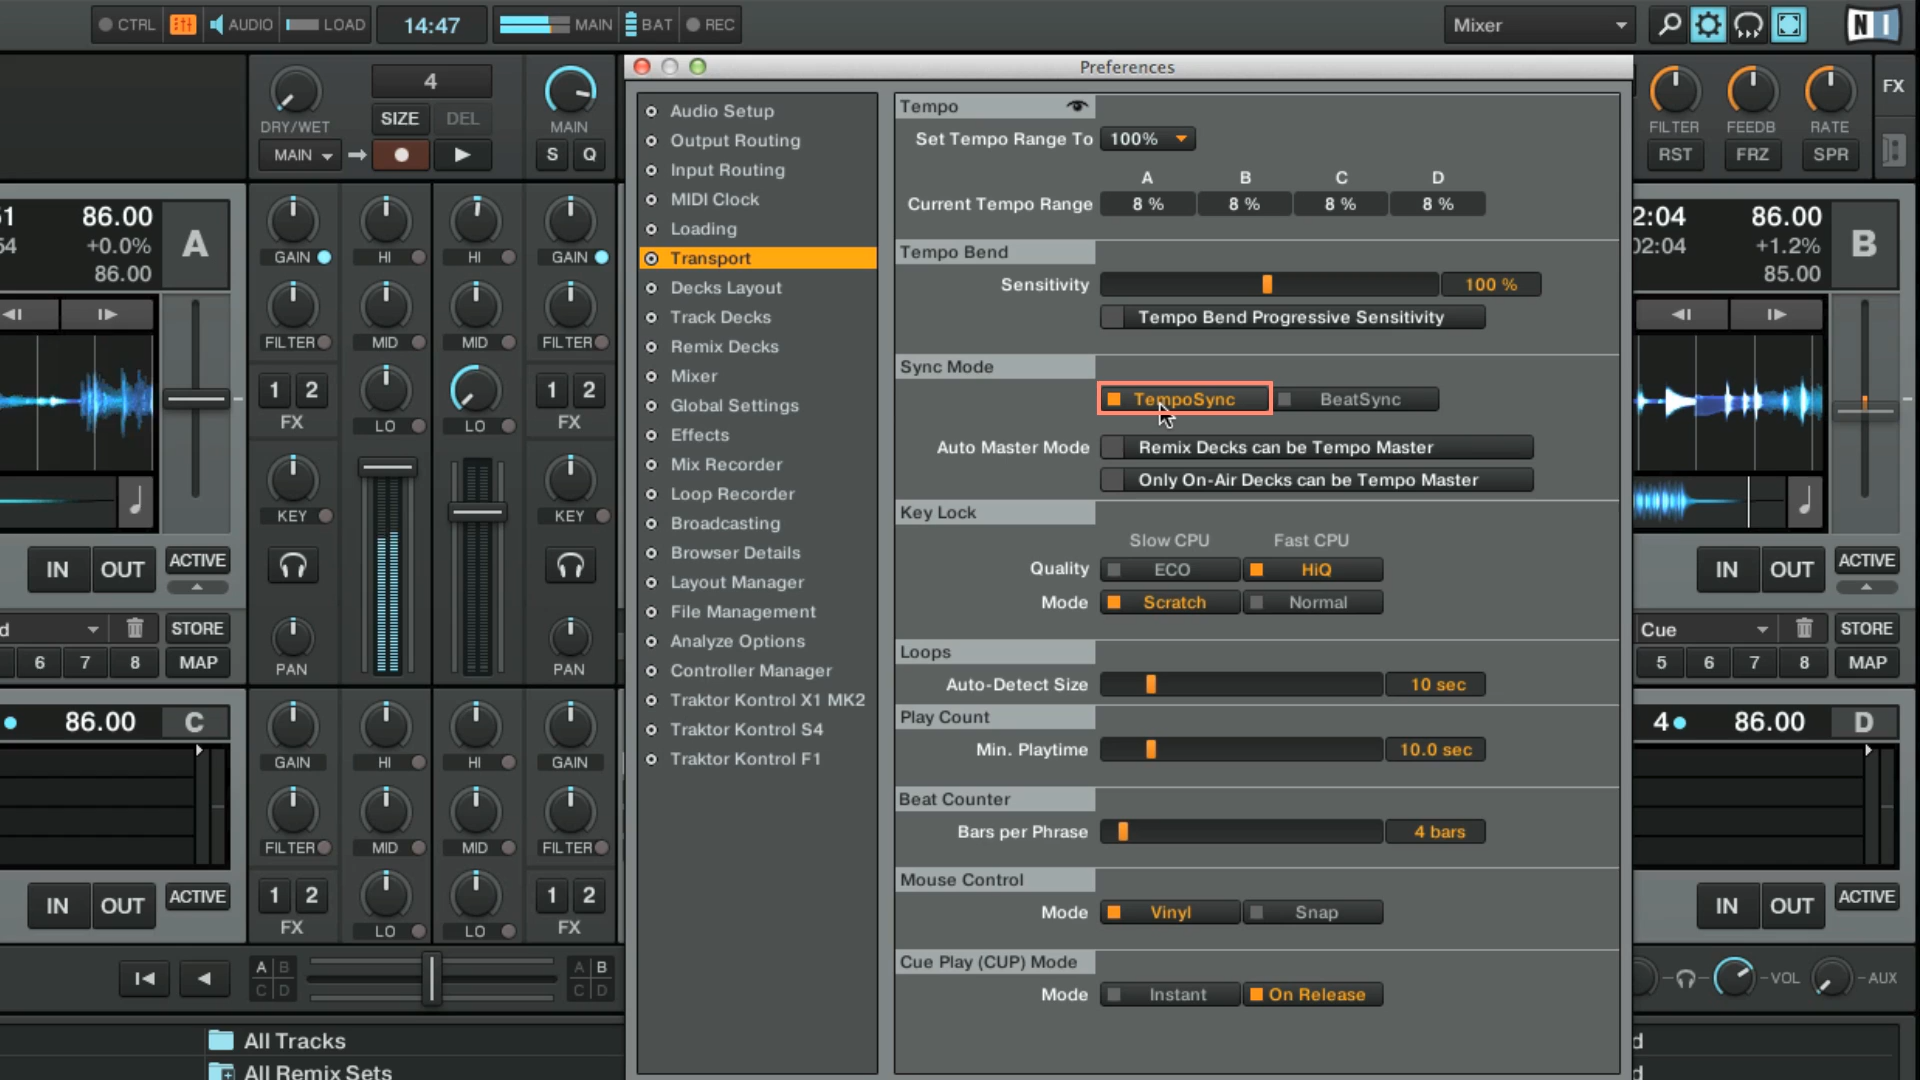 CTRL AUDIO LOAD 14:47 MAIN BAT REC Mixer NI
Preferences
4
SIZE DEL
DRY/WET MAIN
MAIN S Q
FILTER FEEDB RATE FX
RST FRZ SPR
86.00
+0.0%
86.00
A
GAIN HI HI GAIN
FILTER MID MID FILTER
1 2 LO LO 1 2
FX FX
KEY KEY
PAN PAN
IN OUT ACTIVE
STORE
6 7 8 MAP
86.00 C
GAIN HI HI GAIN
FILTER MID MID FILTER
1 2 1 2
FX LO LO FX
IN OUT ACTIVE
A B
C D
A B
C D
All Tracks
All Remix Sets
Audio Setup
Output Routing
Input Routing
MIDI Clock
Loading
Transport
Decks Layout
Track Decks
Remix Decks
Mixer
Global Settings
Effects
Mix Recorder
Loop Recorder
Broadcasting
Browser Details
Layout Manager
File Management
Analyze Options
Controller Manager
Traktor Kontrol X1 MK2
Traktor Kontrol S4
Traktor Kontrol F1
Tempo
Set Tempo Range To 100%
A B C D
Current Tempo Range 8 % 8 % 8 % 8 %
Tempo Bend
Sensitivity 100 %
Tempo Bend Progressive Sensitivity
Sync Mode
TempoSync BeatSync
Auto Master Mode Remix Decks can be Tempo Master
Only On-Air Decks can be Tempo Master
Key Lock
Slow CPU Fast CPU
Quality ECO HiQ
Mode Scratch Normal
Loops
Auto-Detect Size 10 sec
Play Count
Min. Playtime 10.0 sec
Beat Counter
Bars per Phrase 4 bars
Mouse Control
Mode Vinyl Snap
Cue Play (CUP) Mode
Mode Instant On Release
2:04 86.00
02:04 +1.2%
85.00
B
IN OUT ACTIVE
Cue STORE
5 6 7 8 MAP
4 86.00 D
IN OUT ACTIVE
VOL AUX